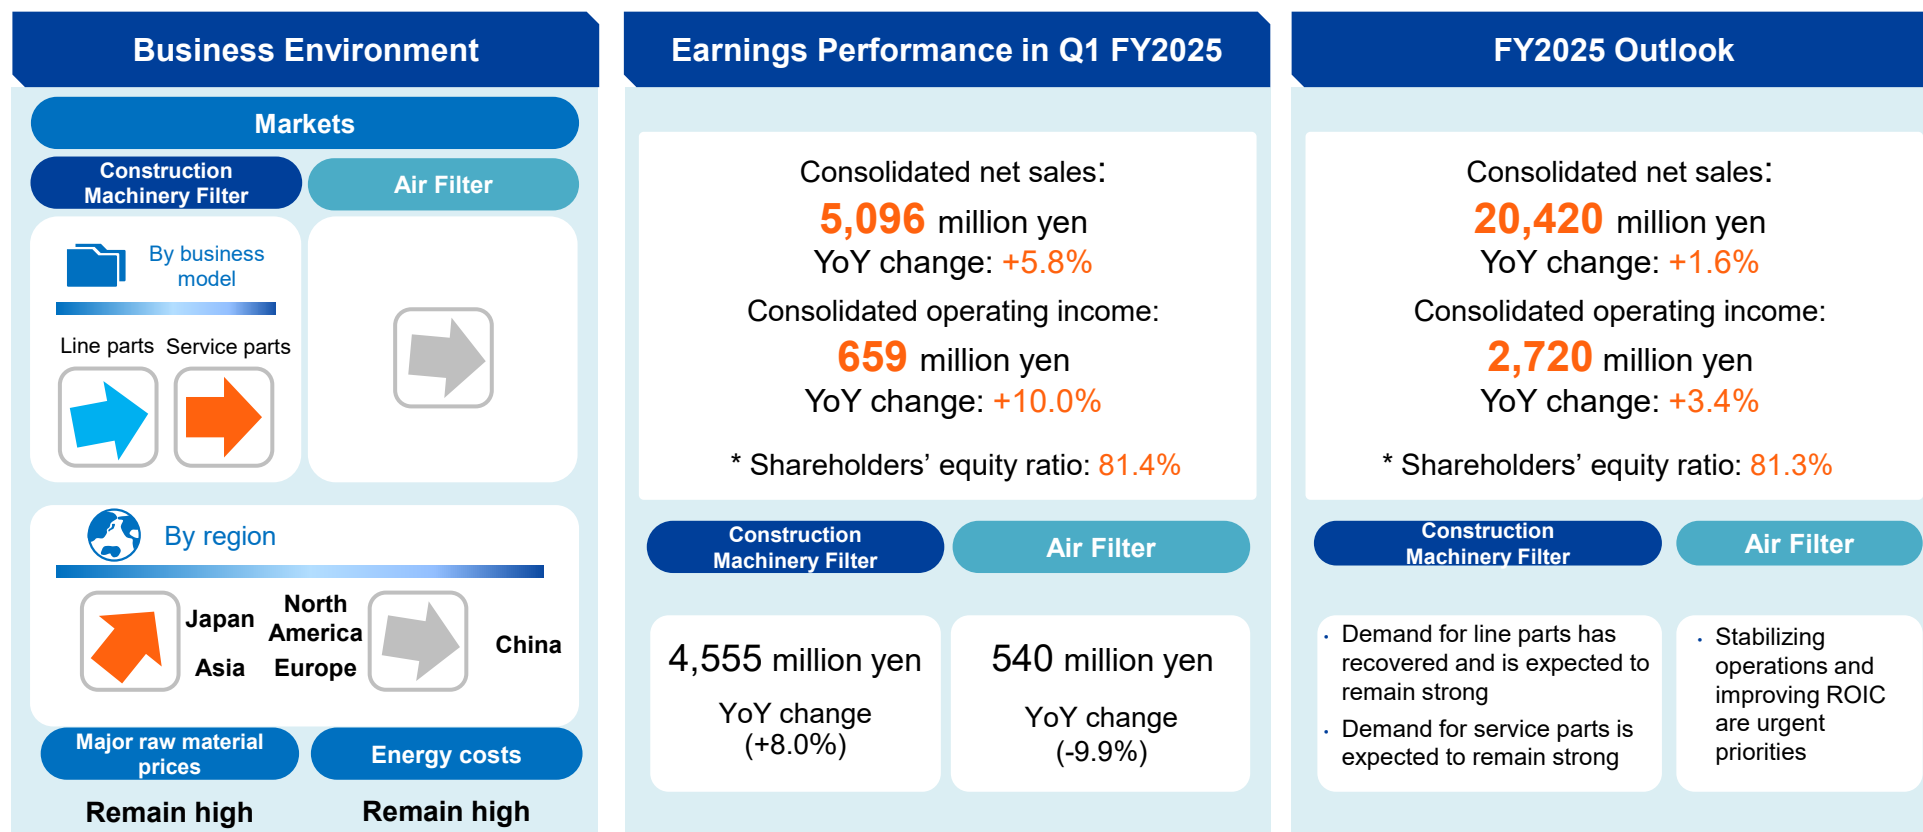 Business Environment
Markets
Construction
Machinery Filter
Air Filter
By business
model
Line parts
Service parts
By region
Japan
Asia
North
America
Europe
China
Major raw material
prices
Remain high
Energy costs
Remain high
Earnings Performance in Q1 FY2025
Consolidated net sales:
5,096 million yen
YoY change: +5.8%
Consolidated operating income:
659 million yen
YoY change: +10.0%
* Shareholders’ equity ratio: 81.4%
Construction
Machinery Filter
4,555 million yen
YoY change
(+8.0%)
Air Filter
540 million yen
YoY change
(-9.9%)
FY2025 Outlook
Consolidated net sales:
20,420 million yen
YoY change: +1.6%
Consolidated operating income:
2,720 million yen
YoY change: +3.4%
* Shareholders’ equity ratio: 81.3%
Construction
Machinery Filter
・ Demand for line parts has
recovered and is expected to
remain strong
・ Demand for service parts is
expected to remain strong
Air Filter
・ Stabilizing
operations and
improving ROIC
are urgent
priorities